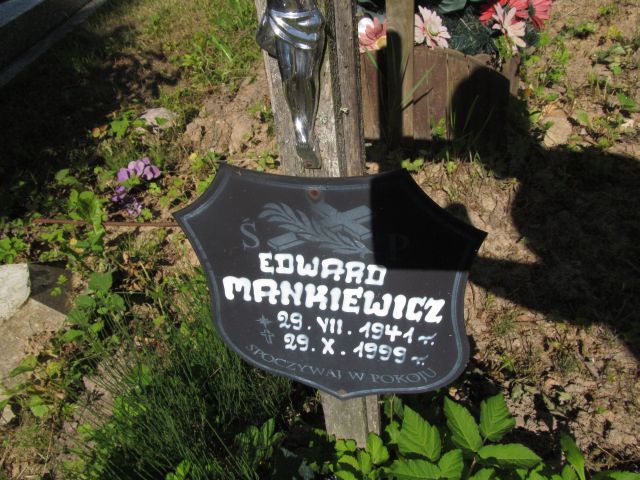 Ś P
EDWARD
MANKIEWICZ
29. VII. 1941 r.
29. X. 1999 r.
SPOCZYWAJ W POKOJU